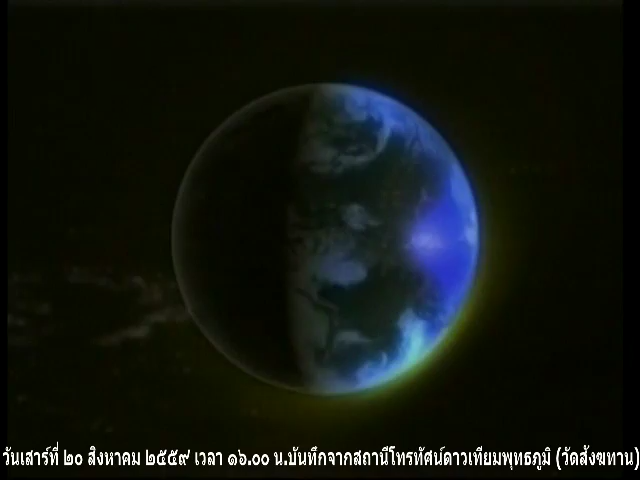 วันเสาร์ที่ ๒๐ สิงหาคม ๒๕๕๙ เวลา ๑๖.๐๐ น.บันทึกจากสถานีโทรทัศน์ดาวเทียมพุทธภูมิ (วัดสังฆทาน)